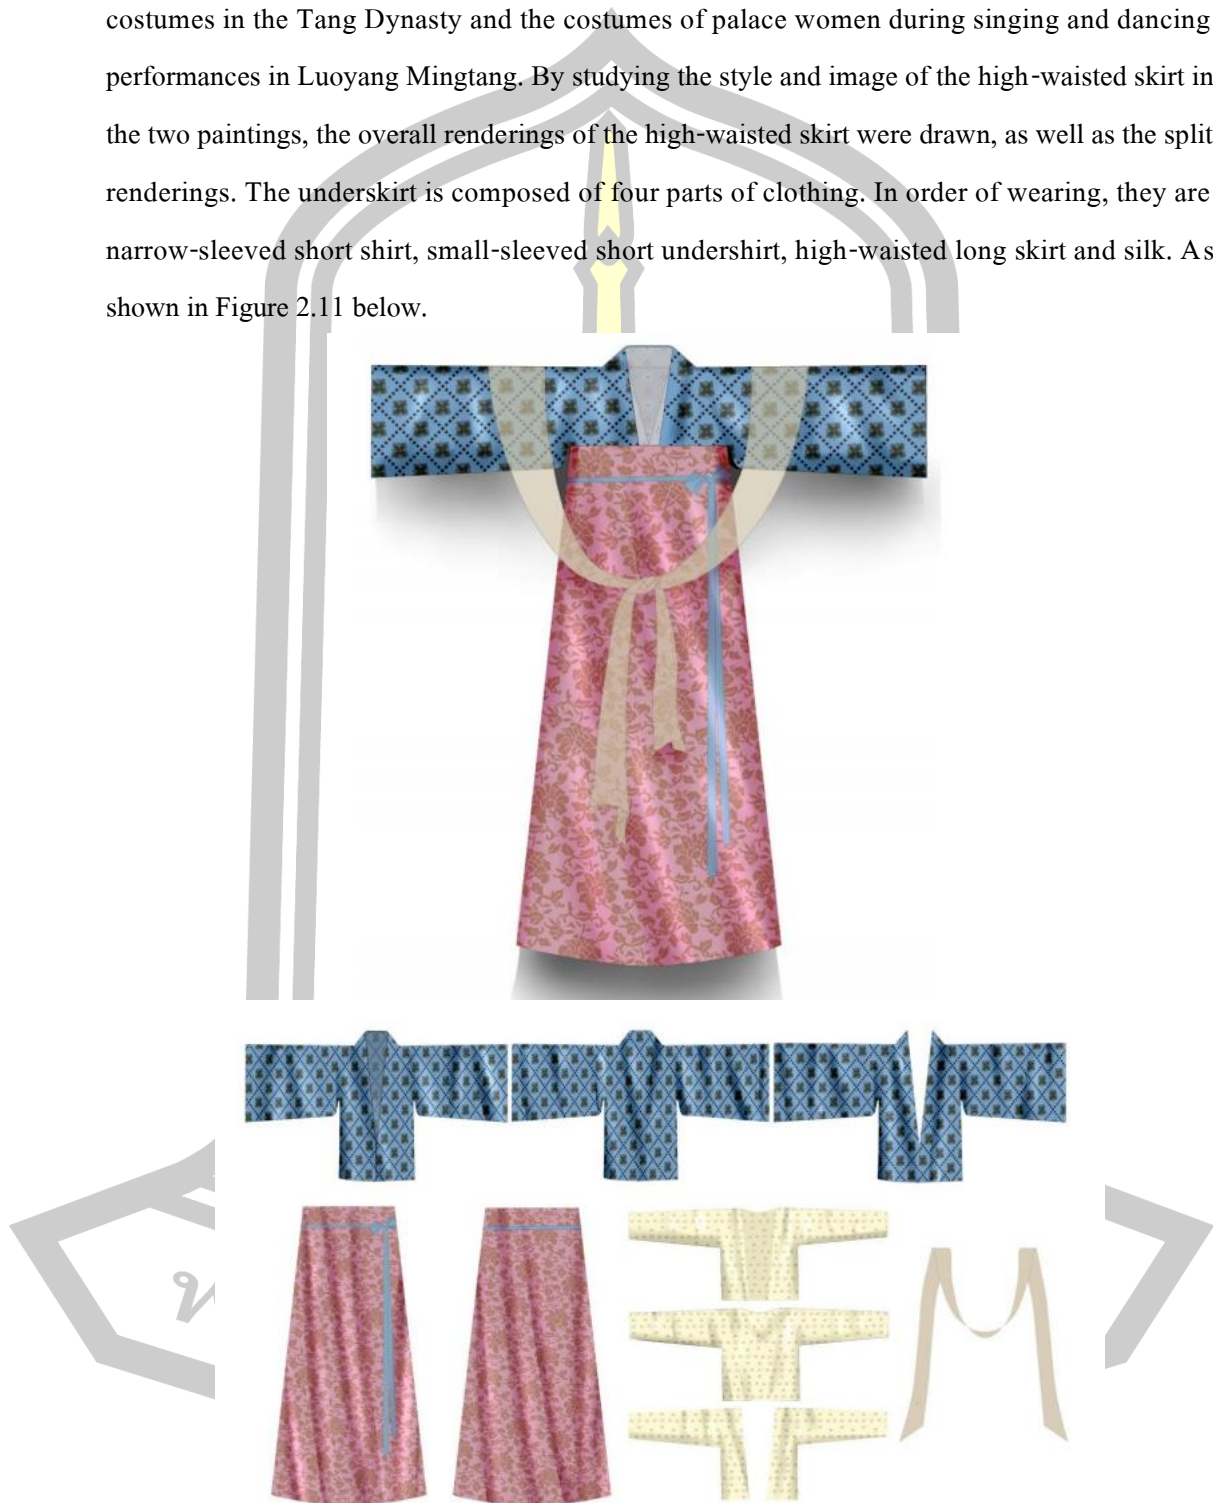 costumes in the Tang Dynasty and the costumes of palace women during singing and dancing
performances in Luoyang Mingtang. By studying the style and image of the high-waisted skirt in
the two paintings, the overall renderings of the high-waisted skirt were drawn, as well as the split
renderings. The underskirt is composed of four parts of clothing. In order of wearing, they are
narrow-sleeved short shirt, small-sleeved short undershirt, high-waisted long skirt and silk. As
shown in Figure 2.11 below.